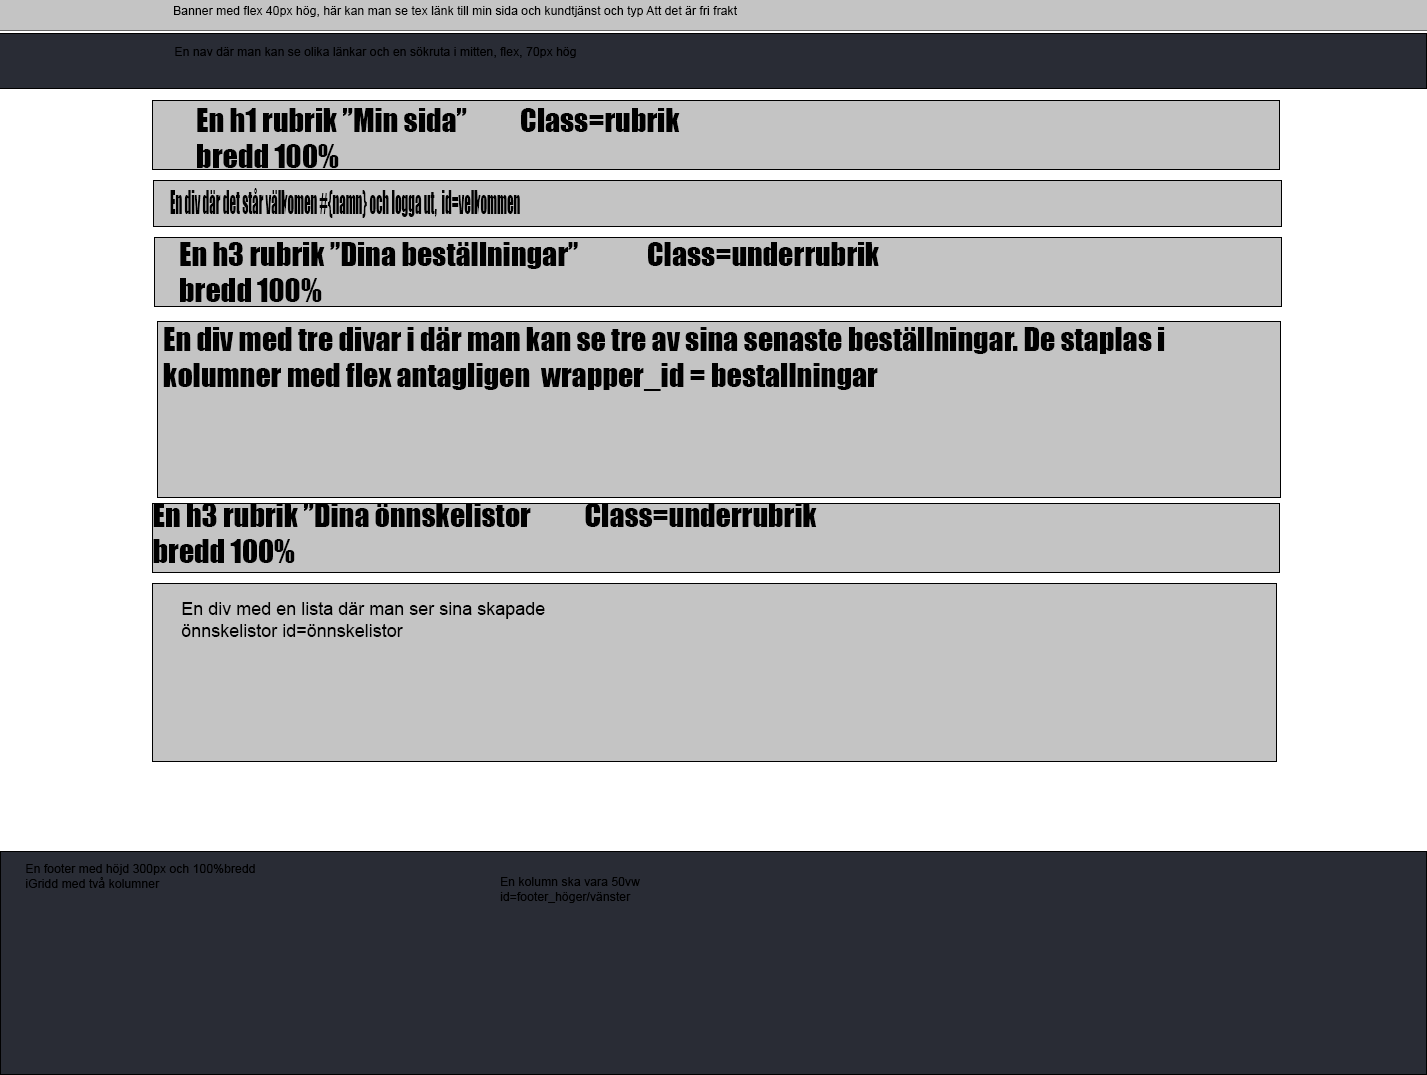 Banner med flex 40px hög, här kan man se tex länk till min sida och kundtjänst och typ Att det är fri frakt
En nav där man kan se olika länkar och en sökruta i mitten, flex, 70px hög
En h1 rubrik ”Min sida” Class=rubrik
bredd 100%
En div där det står välkomen #{namn} och logga ut, id=velkommen
En h3 rubrik ”Dina beställningar” Class=underrubrik
bredd 100%
En div med tre divar i där man kan se tre av sina senaste beställningar. De staplas i
kolumner med flex antagligen wrapper_id = bestallningar
En h3 rubrik ”Dina önnskelistor Class=underrubrik
bredd 100%
En div med en lista där man ser sina skapade
önnskelistor id=önnskelistor
En footer med höjd 300px och 100%bredd
iGridd med två kolumner
En kolumn ska vara 50vw
id=footer_höger/vänster